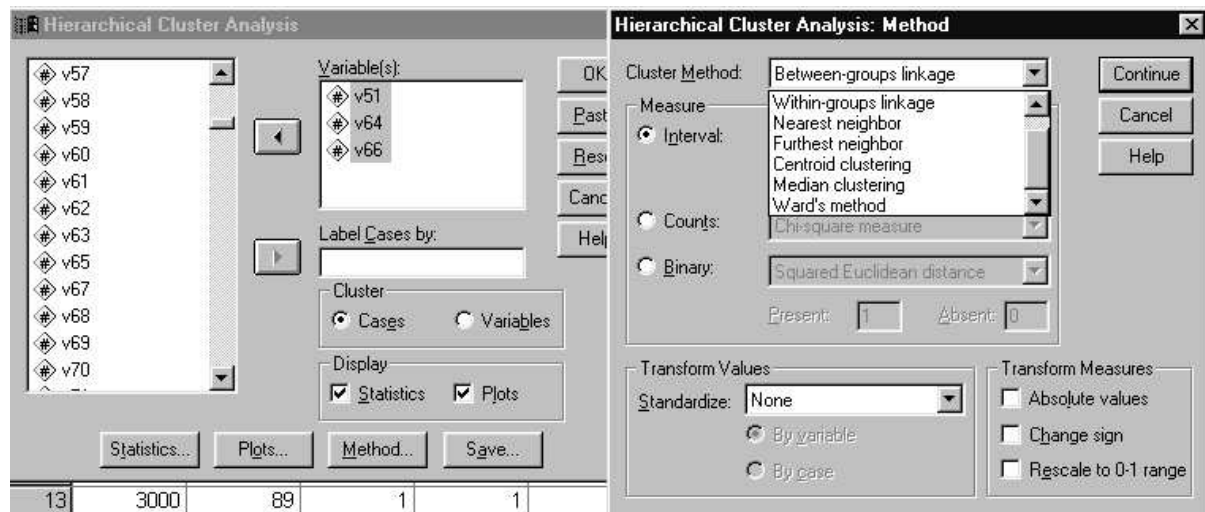 Hierarchical Cluster Analysis
v57
v58
v59
v60
v61
v62
v63
v65
v67
v68
v69
v70
Variable(s):
v51
v64
v66
Label Cases by:
Cluster
Cases Variables
Display
Statistics Plots
OK
Past
Rese
Canc
Help
Statistics... Plots... Method... Save...
13 3000 89 1 1
Hierarchical Cluster Analysis: Method
Cluster Method: Between-groups linkage
Within-groups linkage
Nearest neighbor
Furthest neighbor
Centroid clustering
Median clustering
Ward's method
Measure
Interval:
Counts: Chi-square measure
Binary: Squared Euclidean distance
Present: 1 Absent: 0
Continue
Cancel
Help
Transform Values
Standardize: None
By variable
By case
Transform Measures
Absolute values
Change sign
Rescale to 0-1 range